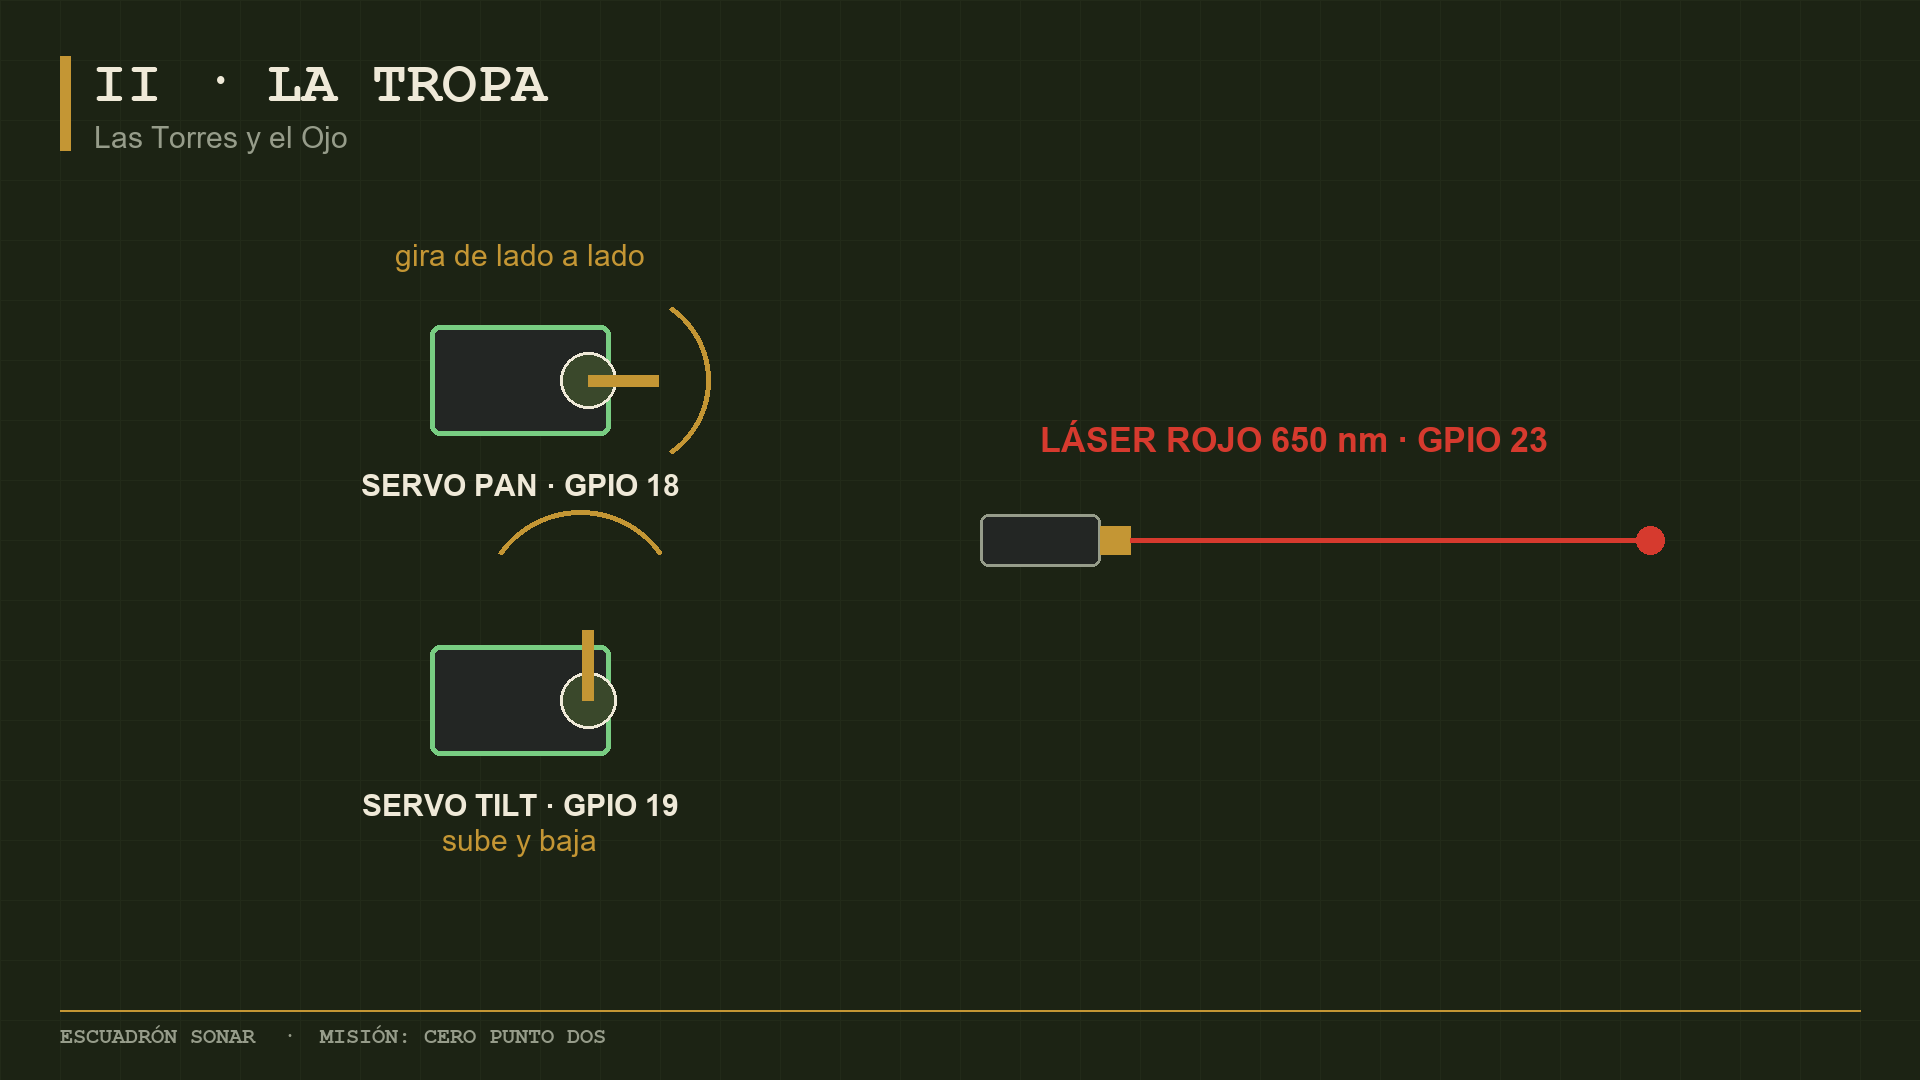 II · LA TROPA
Las Torres y el Ojo
gira de lado a lado
SERVO PAN · GPIO 18
LÁSER ROJO 650 nm · GPIO 23
SERVO TILT · GPIO 19
sube y baja
ESCUADRÓN SONAR · MISIÓN: CERO PUNTO DOS